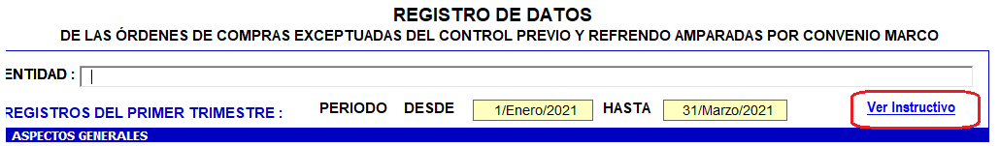 REGISTRO DE DATOS
DE LAS ÓRDENES DE COMPRAS EXCEPTUADAS DEL CONTROL PREVIO Y REFRENDO AMPARADAS POR CONVENIO MARCO
ENTIDAD :
REGISTROS DEL PRIMER TRIMESTRE : PERIODO DESDE 1/Enero/2021 HASTA 31/Marzo/2021 Ver Instructivo
ASPECTOS GENERALES